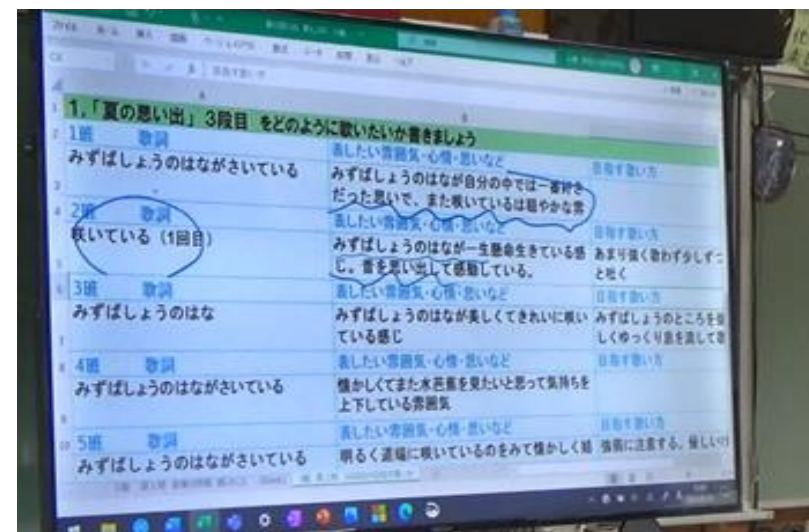 1.「夏の思い出」3段目 をどのように歌いたいか書きましょう
1班 歌詞 表したい雰囲気・心情・思いなど 目指す歌い方
みずばしょうのはながさいている
みずばしょうのはなが自分の中では一番好き
だった思いで、また咲いているは穏やかな雰
2班 歌詞 表したい雰囲気・心情・思いなど 目指す歌い方
咲いている（1回目）
みずばしょうのはなが一生懸命生きている感
じ。昔を思い出して感動している。
あまり強く歌わず少しずつ
と吐く
3班 歌詞 表したい雰囲気・心情・思いなど 目指す歌い方
みずばしょうのはな
みずばしょうのはなが美しくてきれいに咲い
ている感じ
みずばしょうのところを優
しくゆっくり息を流して歌
4班 歌詞 表したい雰囲気・心情・思いなど 目指す歌い方
みずばしょうのはながさいている
懐かしくてまた水芭蕉を見たいと思って気持ちを
上下している雰囲気
5班 歌詞 表したい雰囲気・心情・思いなど 目指す歌い方
みずばしょうのはながさいている
明るく道端に咲いているのをみて懐かしく
強弱に注意する。優しい